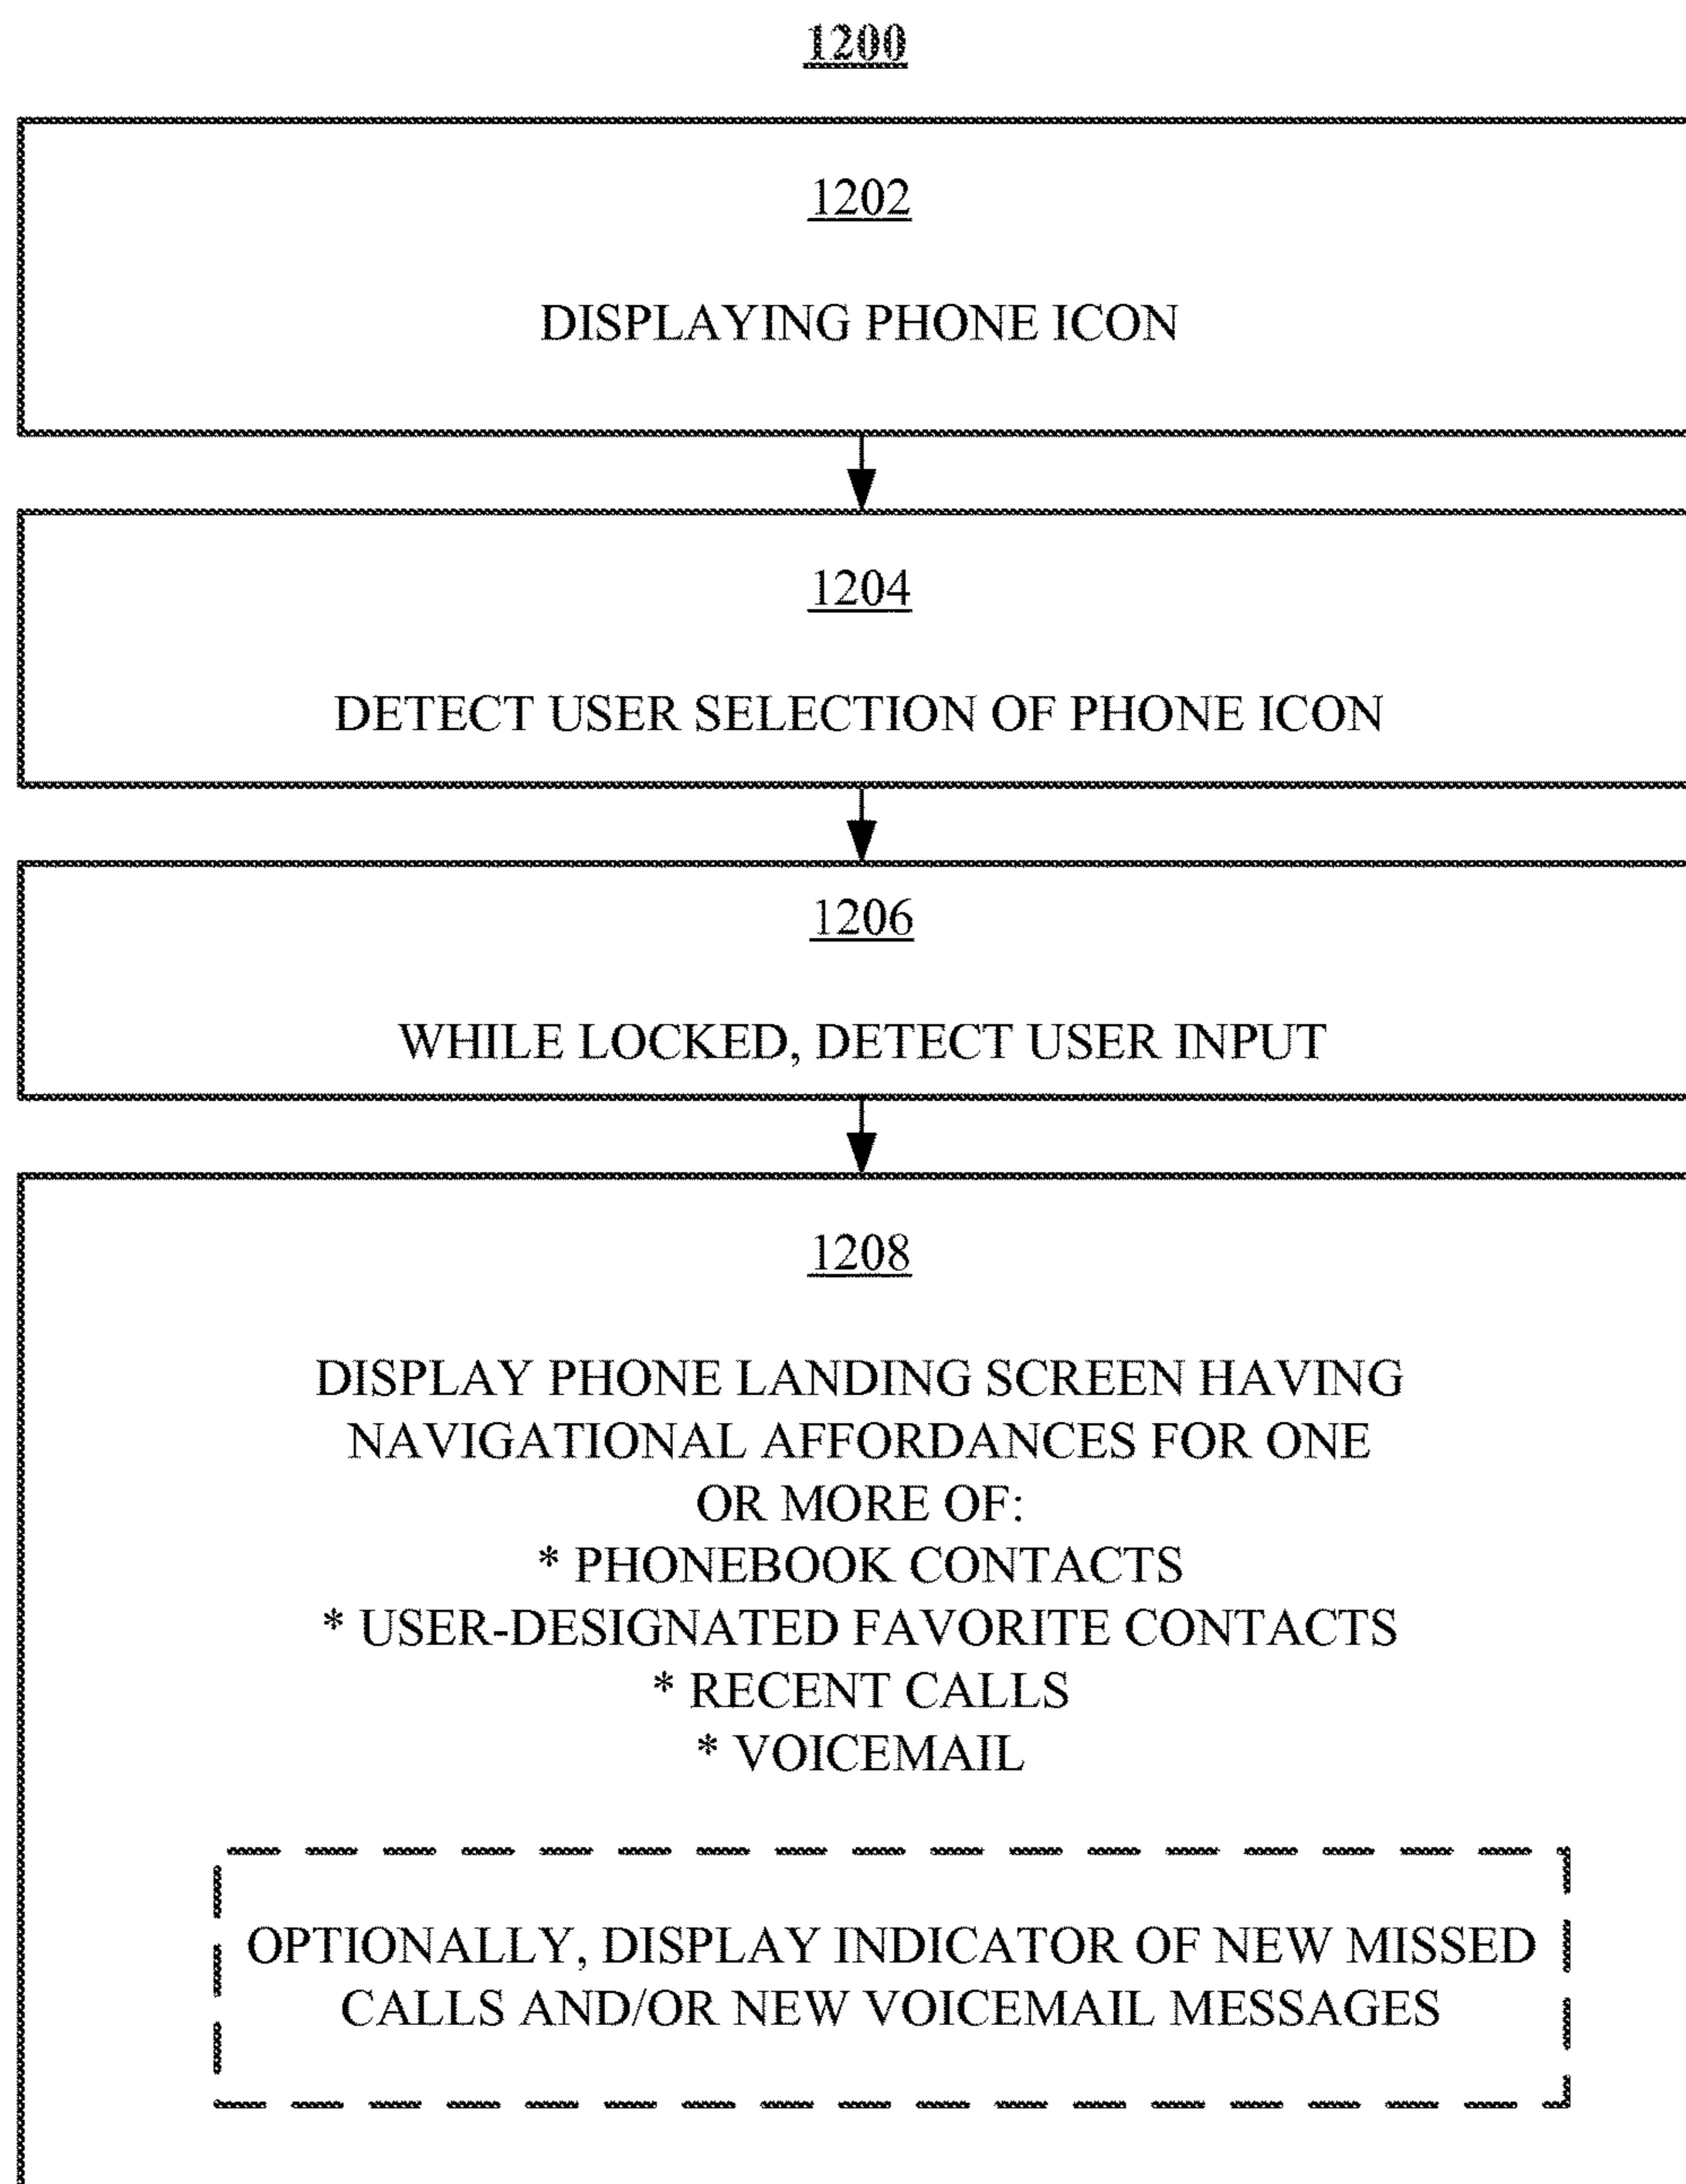 1200
1202
DISPLAYING PHONE ICON
1204
DETECT USER SELECTION OF PHONE ICON
1206
WHILE LOCKED, DETECT USER INPUT
1208
DISPLAY PHONE LANDING SCREEN HAVING
NAVIGATIONAL AFFORDANCES FOR ONE
OR MORE OF:
* PHONEBOOK CONTACTS
* USER-DESIGNATED FAVORITE CONTACTS
* RECENT CALLS
* VOICEMAIL
OPTIONALLY, DISPLAY INDICATOR OF NEW MISSED
CALLS AND/OR NEW VOICEMAIL MESSAGES